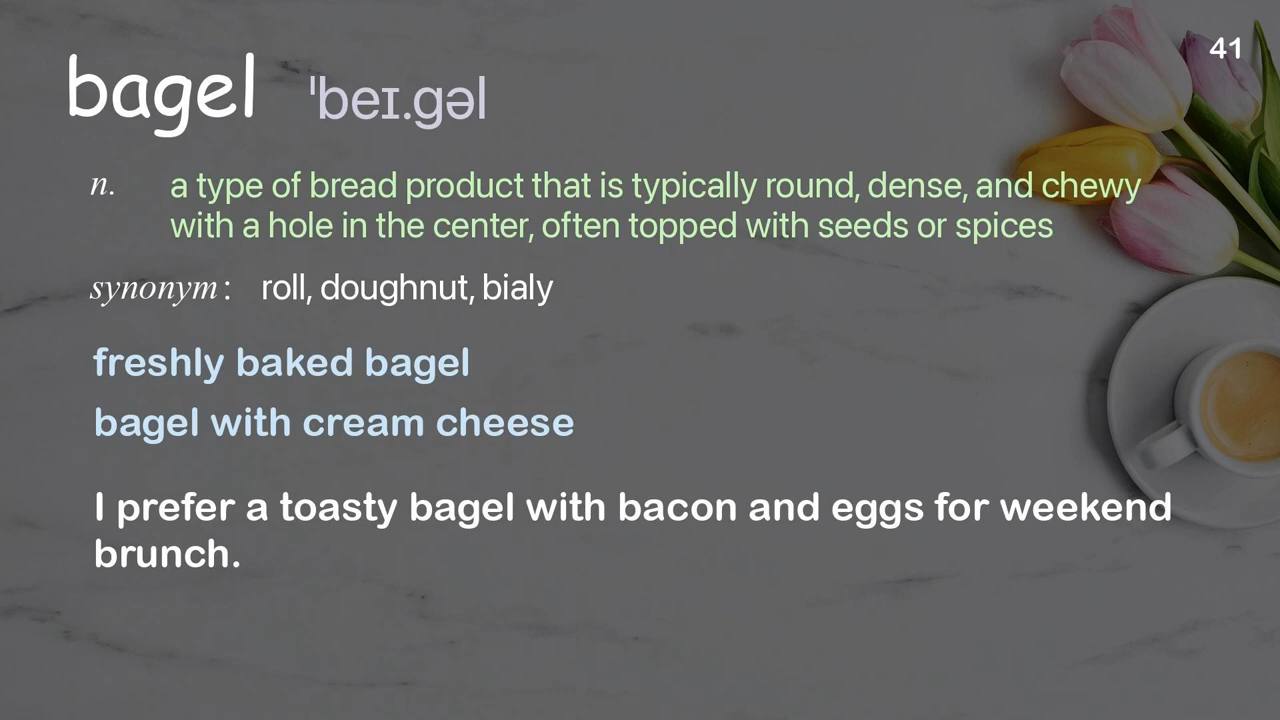 41
bagel ˈbeɪ.gəl
n. a type of bread product that is typically round, dense, and chewy
with a hole in the center, often topped with seeds or spices
synonym : roll, doughnut, bialy
freshly baked bagel
bagel with cream cheese
I prefer a toasty bagel with bacon and eggs for weekend
brunch.